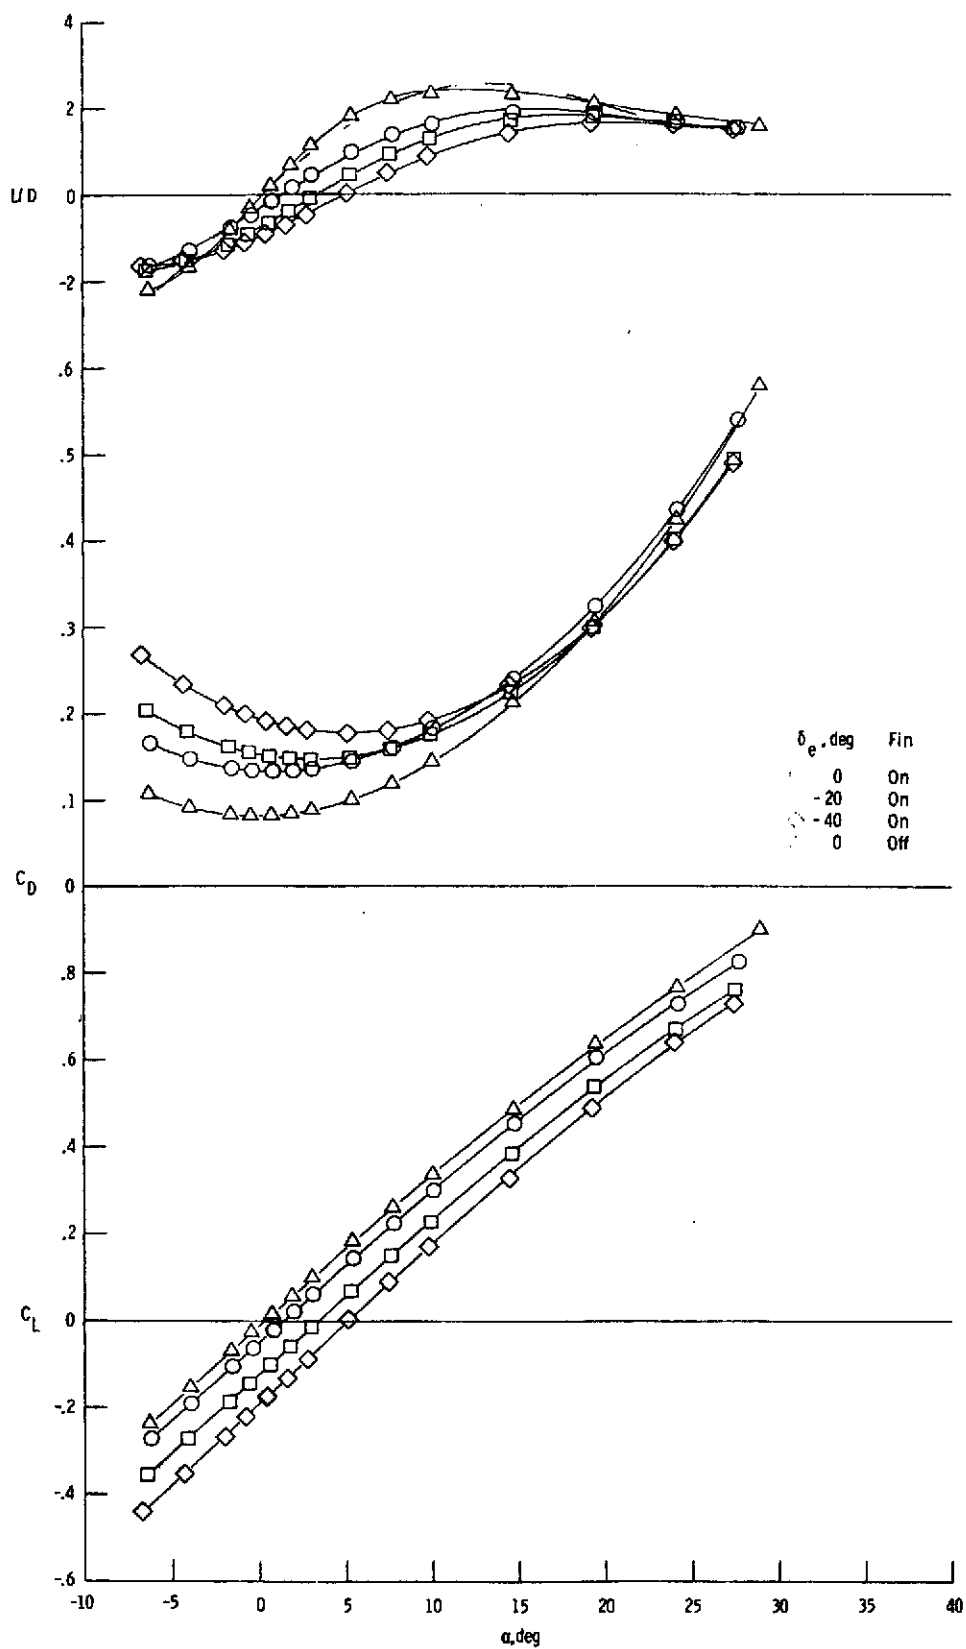 4
2
L/D 0
-2
.6
.5
.4
.3
.2
.1
C_D 0
δ_e, deg Fin
0 On
-20 On
-40 On
0 Off
.8
.6
.4
.2
C_L 0
-.2
-.4
-.6
-10 -5 0 5 10 15 20 25 30 35 40
α, deg